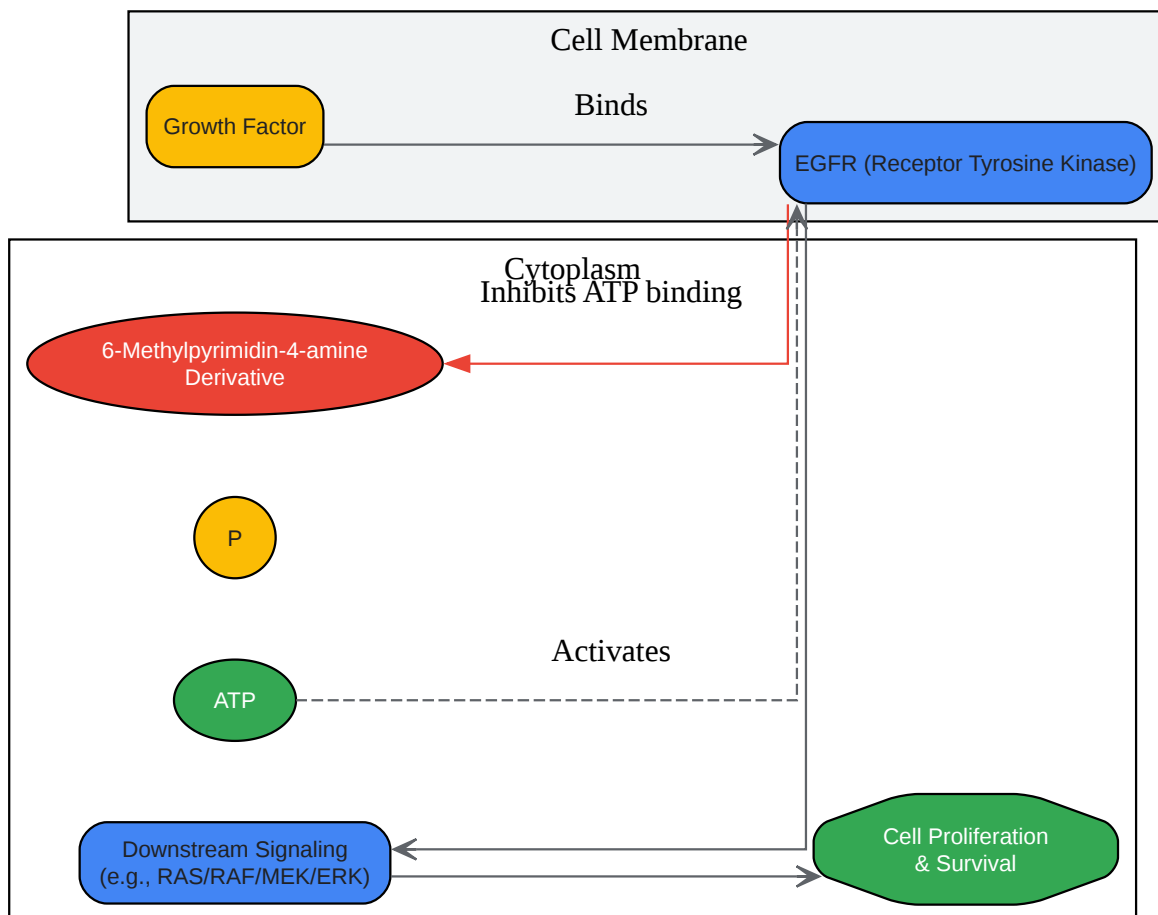 Cell Membrane
Binds
Growth Factor
EGFR (Receptor Tyrosine Kinase)
Cytoplasm
Inhibits ATP binding
6-Methylpyrimidin-4-amine
Derivative
P
Activates
ATP
Downstream Signaling
(e.g., RAS/RAF/MEK/ERK)
Cell Proliferation
& Survival